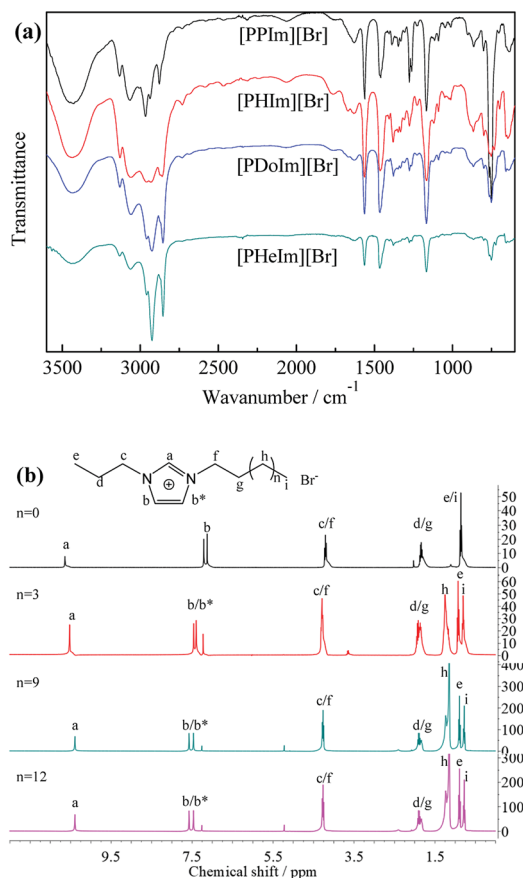 (a)
[PPIm][Br]
[PHIm][Br]
[PDoIm][Br]
[PHeIm][Br]
Transmittance
3500 3000 2500 2000 1500 1000
Wavanumber / cm-1
(b)
e c a f h
d N N n
⊕ g i Br-
b b*
n=0 a b c/f d/g e/i 50 40 30 20 10 0
n=3 a b/b* c/f d/g h e i 60 50 40 30 20 10 0
n=9 a b/b* c/f d/g h e i 400 300 200 100 0
n=12 a b/b* c/f d/g h e i 300 200 100 0
9.5 7.5 5.5 3.5 1.5
Chemical shift / ppm